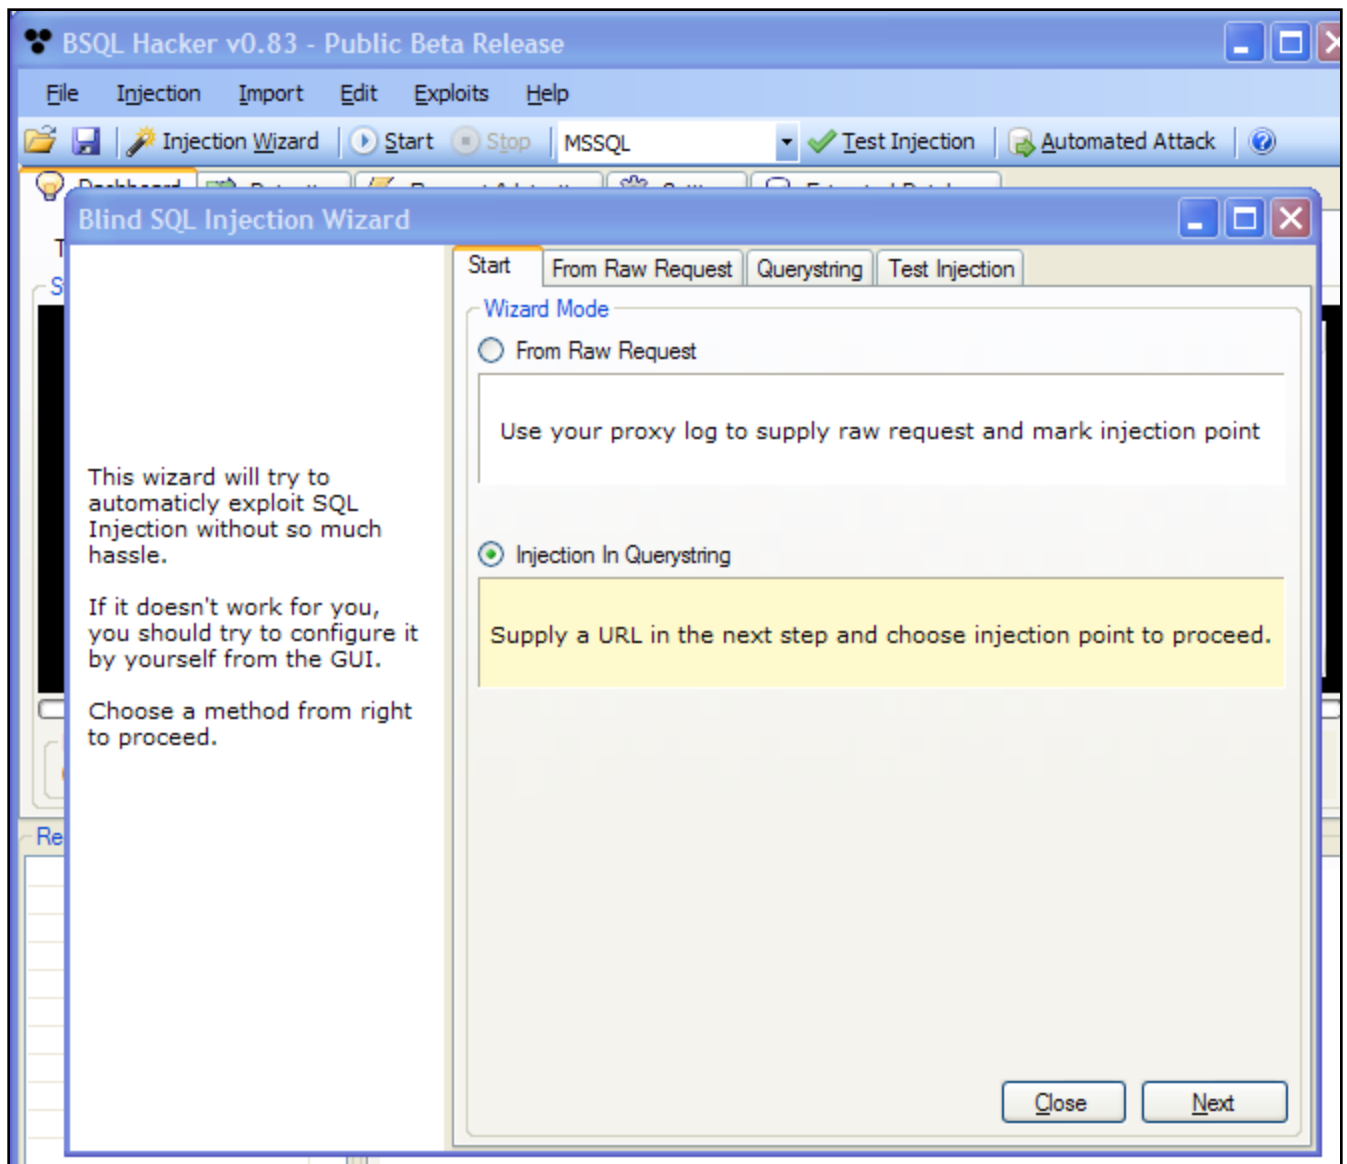 BSQL Hacker v0.83 - Public Beta Release
File Injection Import Edit Exploits Help
Injection Wizard Start Stop MSSQL Test Injection Automated Attack
Dashboard
Blind SQL Injection Wizard
Start From Raw Request Querystring Test Injection
Wizard Mode
From Raw Request
Use your proxy log to supply raw request and mark injection point
This wizard will try to
automaticly exploit SQL
Injection without so much
hassle.
If it doesn't work for you,
you should try to configure it
by yourself from the GUI.
Choose a method from right
to proceed.
Injection In Querystring
Supply a URL in the next step and choose injection point to proceed.
Re
Close Next